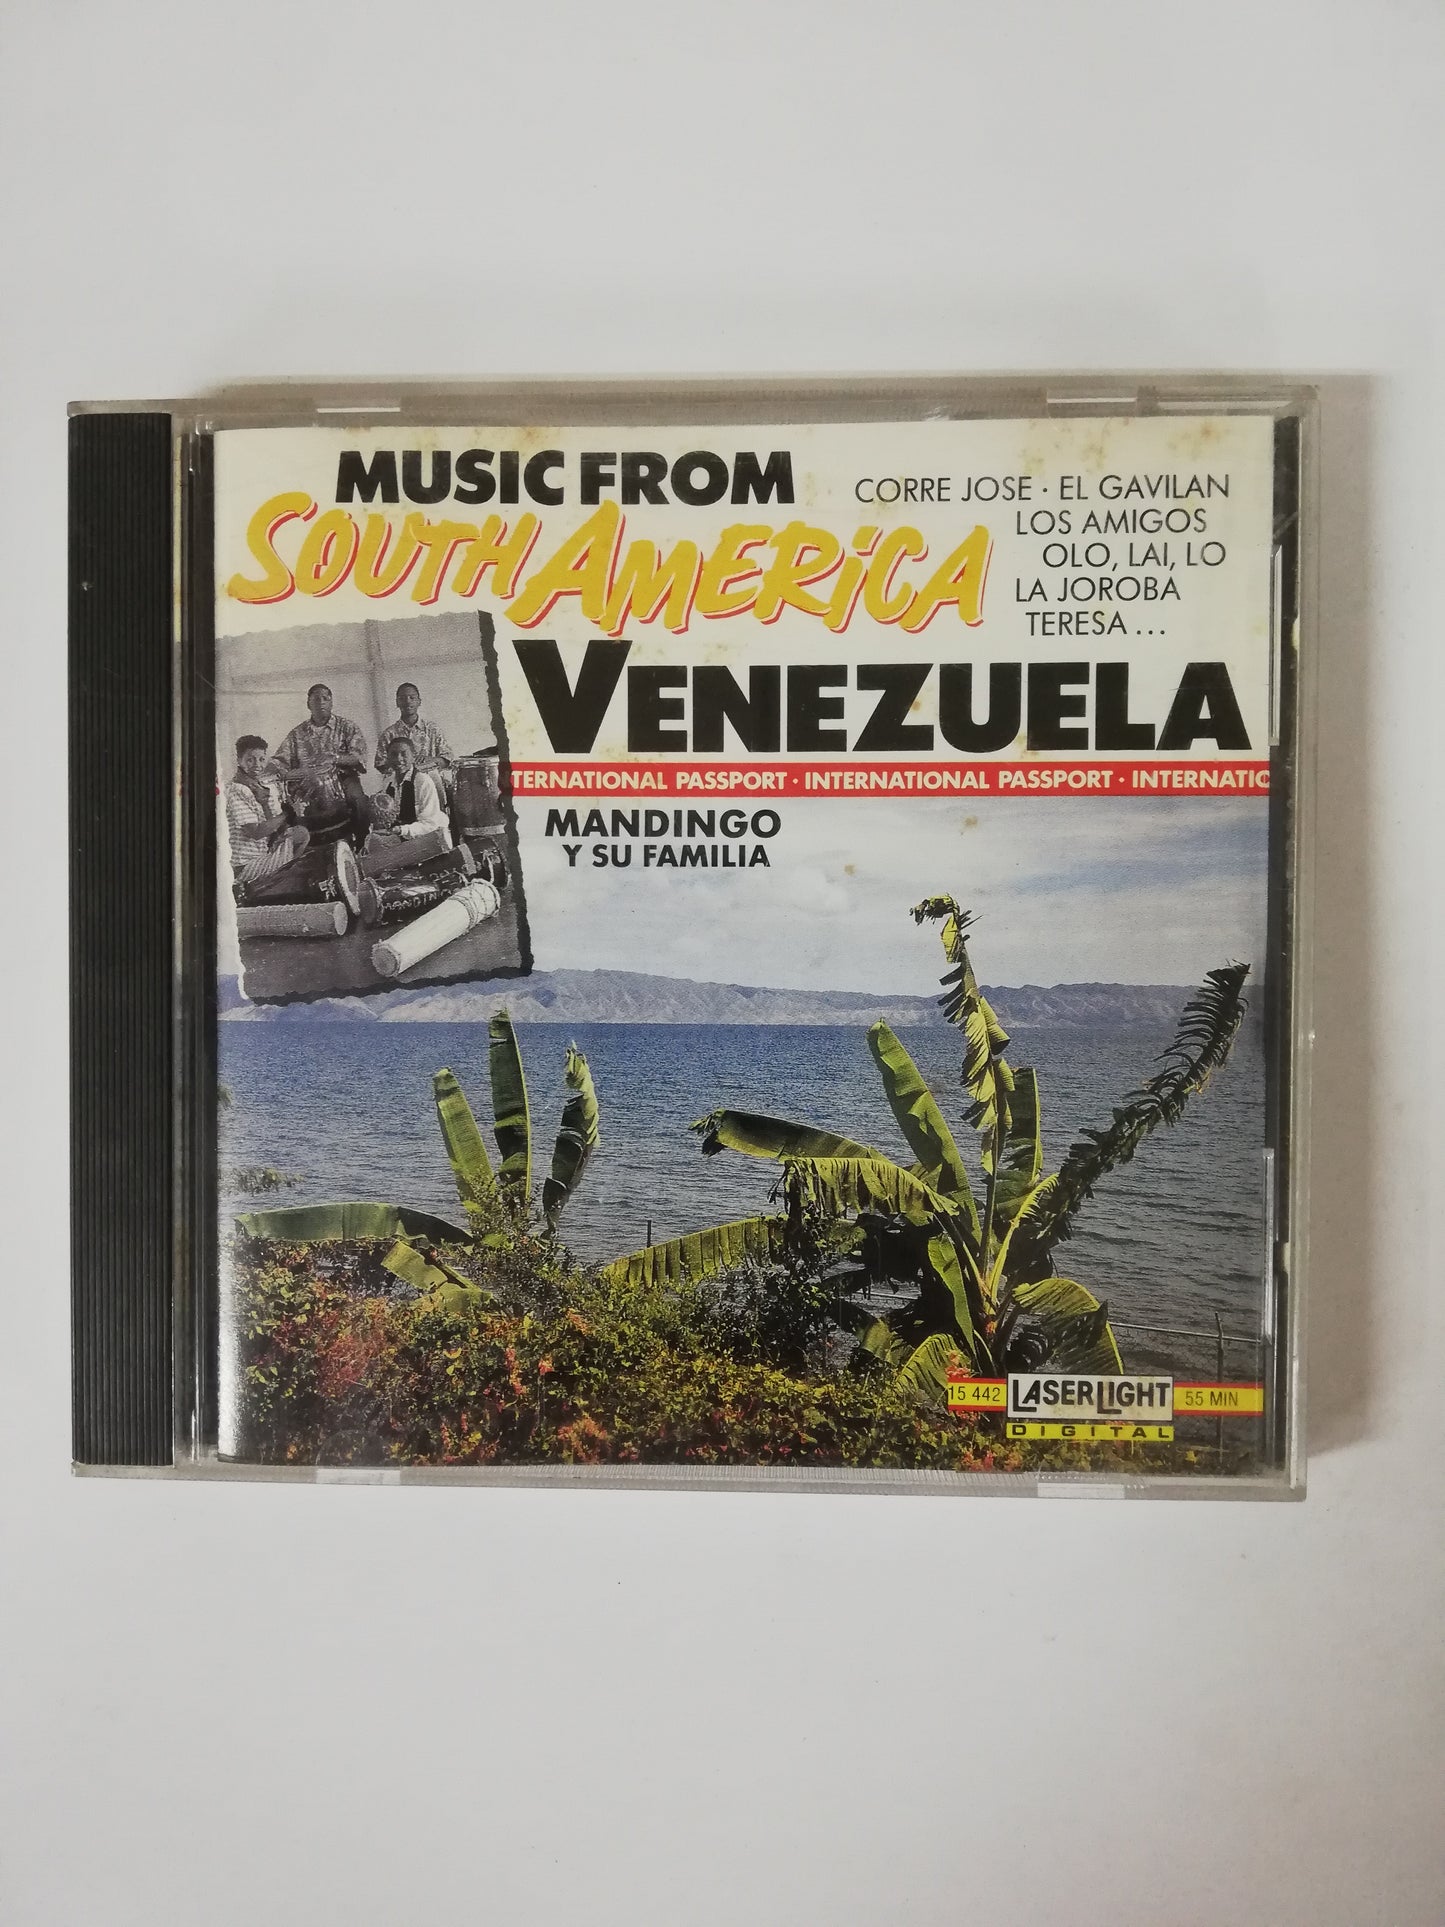 MUSIC FROM
SOUTH AMERICA
CORRE JOSE · EL GAVILAN
LOS AMIGOS
OLO, LAI, LO
LA JOROBA
TERESA...
VENEZUELA
TERNATIONAL PASSPORT · INTERNATIONAL PASSPORT · INTERNATIO
MANDINGO
Y SU FAMILIA
15 442 LASERLIGHT 55 MIN
DIGITAL